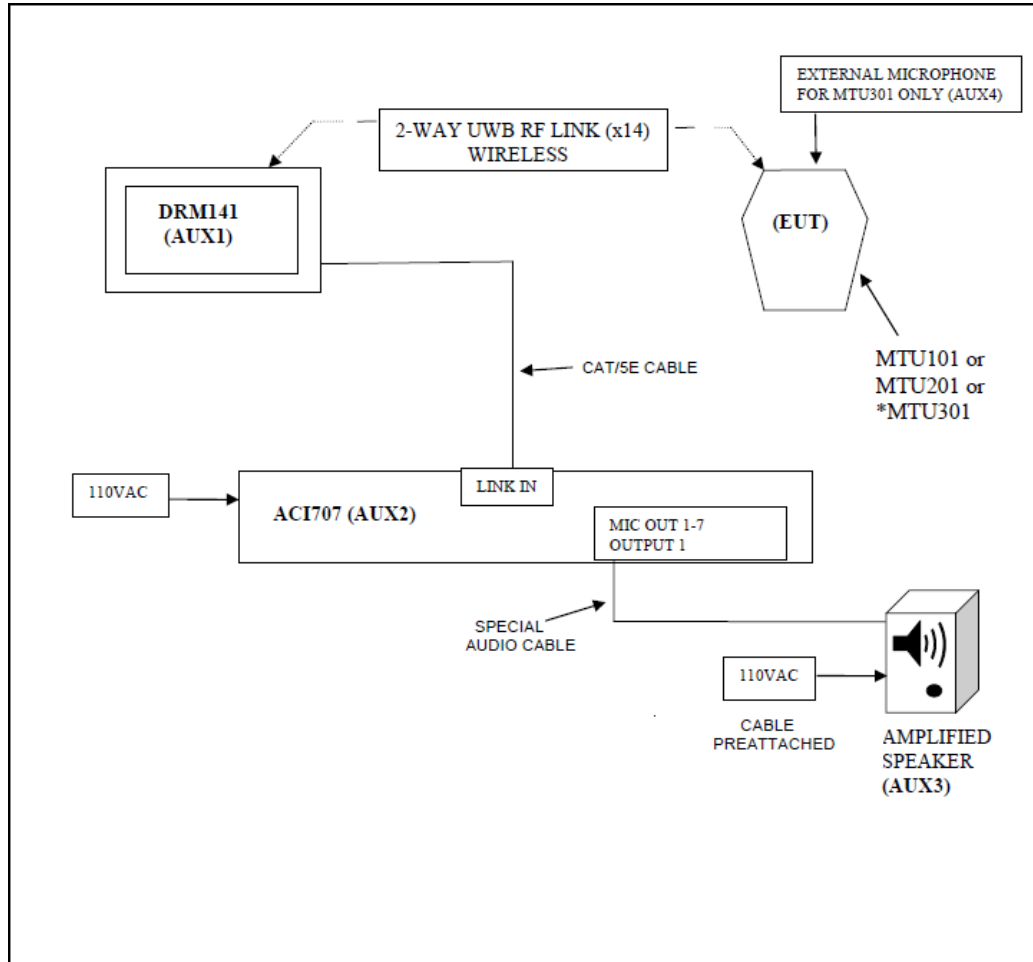 EXTERNAL MICROPHONE
FOR MTU301 ONLY (AUX4)
2-WAY UWB RF LINK (x14)
WIRELESS
DRM141
(AUX1)
(EUT)
MTU101 or
MTU201 or
*MTU301
CAT/5E CABLE
110VAC
LINK IN
ACI707 (AUX2)
MIC OUT 1-7
OUTPUT 1
SPECIAL
AUDIO CABLE
110VAC
CABLE
PREATTACHED
AMPLIFIED
SPEAKER
(AUX3)